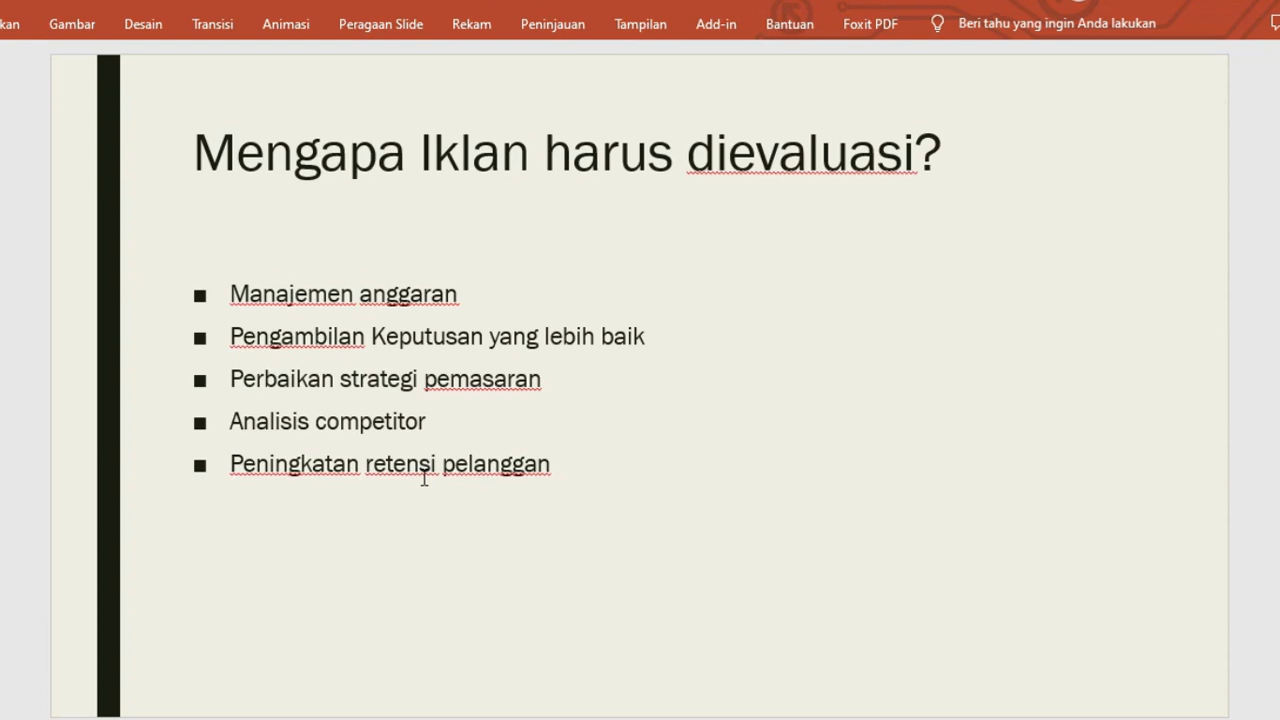 kan Gambar Desain Transisi Animasi Peragaan Slide Rekam Peninjauan Tampilan Add-in Bantuan Foxit PDF Beri tahu yang ingin Anda lakukan
Mengapa Iklan harus dievaluasi?
■ Manajemen anggaran
■ Pengambilan Keputusan yang lebih baik
■ Perbaikan strategi pemasaran
■ Analisis competitor
■ Peningkatan retensi pelanggan